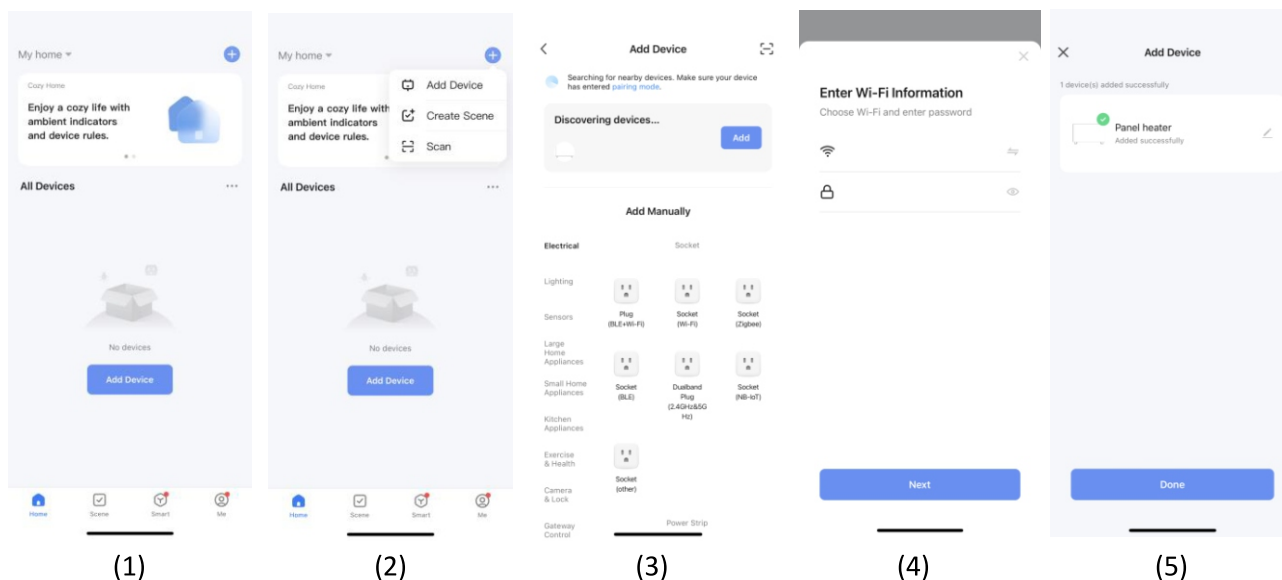 My home
Cozy Home
Enjoy a cozy life with
ambient indicators
and device rules.
All Devices
No devices
Add Device
Home
Scene
Smart
Me
(1)
My home
Cozy Home
Enjoy a cozy life with
ambient indicators
and device rules.
Add Device
Create Scene
Scan
All Devices
No devices
Add Device
Home
Scene
Smart
Me
(2)
Add Device
Searching for nearby devices. Make sure your device
has entered pairing mode.
Discovering devices...
Add
Add Manually
Electrical
Socket
Lighting
Sensors
Large
Home
Appliances
Small Home
Appliances
Kitchen
Appliances
Exercise
& Health
Camera
& Lock
Gateway
Control
Plug
(BLE+Wi-Fi)
Socket
(Wi-Fi)
Socket
(Zigbee)
Socket
(BLE)
Dualband
Plug
(2.4GHz&5G
Hz)
Socket
(NB-IoT)
Socket
(other)
Power Strip
(3)
Enter Wi-Fi Information
Choose Wi-Fi and enter password
Next
(4)
Add Device
1 device(s) added successfully
Panel heater
Added successfully
Done
(5)